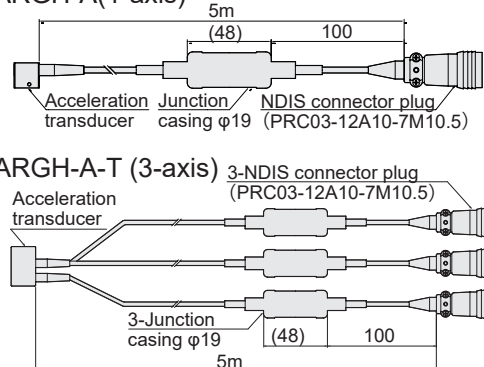 ARGH-A(1-axis)
5m
(48)
100
Acceleration
transducer
Junction
casing φ19
NDIS connector plug
(PRC03-12A10-7M10.5)
ARGH-A-T (3-axis)
3-NDIS connector plug
(PRC03-12A10-7M10.5)
Acceleration
transducer
3-Junction
casing φ19
(48)
100
5m